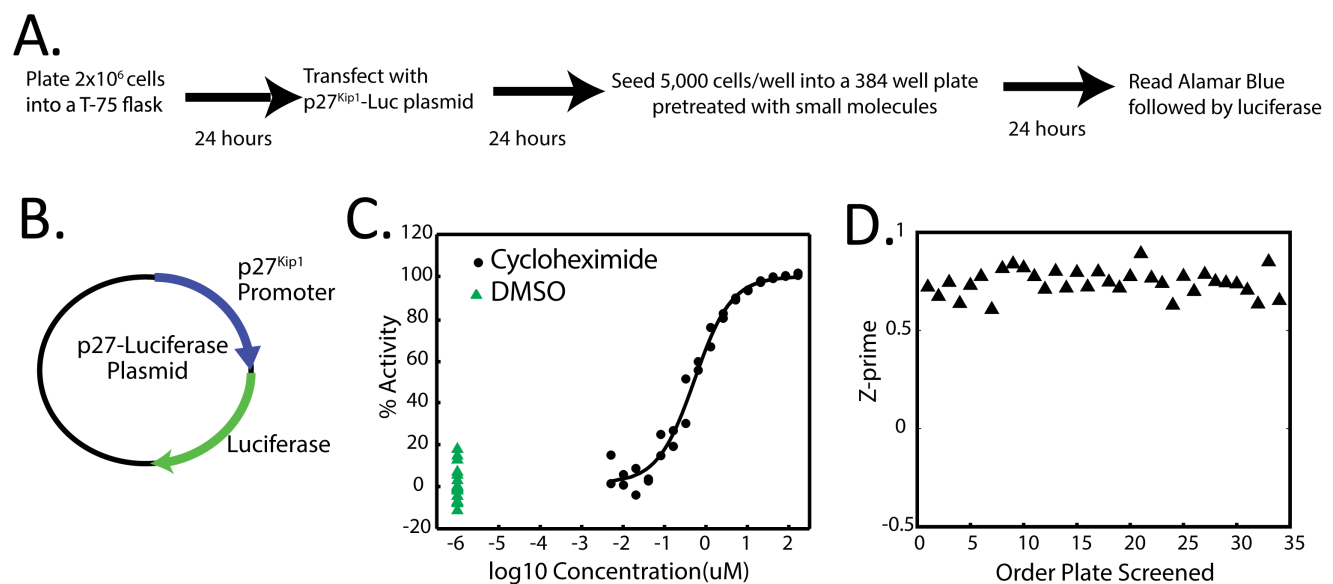 A.
Plate 2x10⁶ cells
into a T-75 flask
24 hours
Transfect with
p27ᴷⁱᵖ¹-Luc plasmid
24 hours
Seed 5,000 cells/well into a 384 well plate
pretreated with small molecules
24 hours
Read Alamar Blue
followed by luciferase
B.
p27ᴷⁱᵖ¹
Promoter
p27-Luciferase
Plasmid
Luciferase
C.
120
100
80
60
40
20
0
-20
% Activity
Cycloheximide
DMSO
-6 -5 -4 -3 -2 -1 0 1 2
log10 Concentration(uM)
D.
1
0.5
0
-0.5
Z-prime
0 5 10 15 20 25 30 35
Order Plate Screened